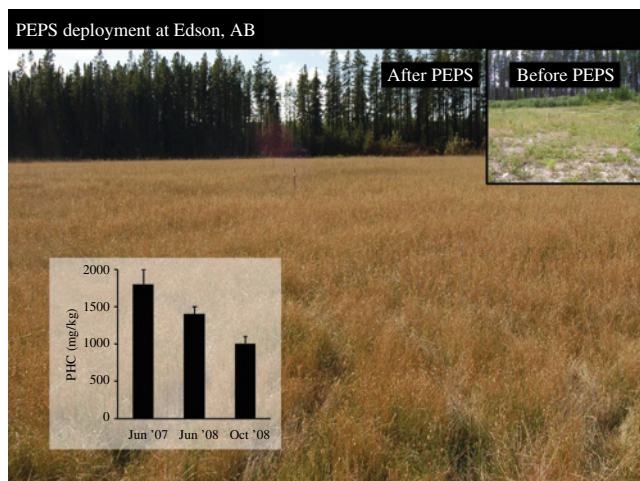 PEPS deployment at Edson, AB
After PEPS
Before PEPS
2000
1500
1000
500
0
PHC (mg/kg)
Jun '07 Jun '08 Oct '08